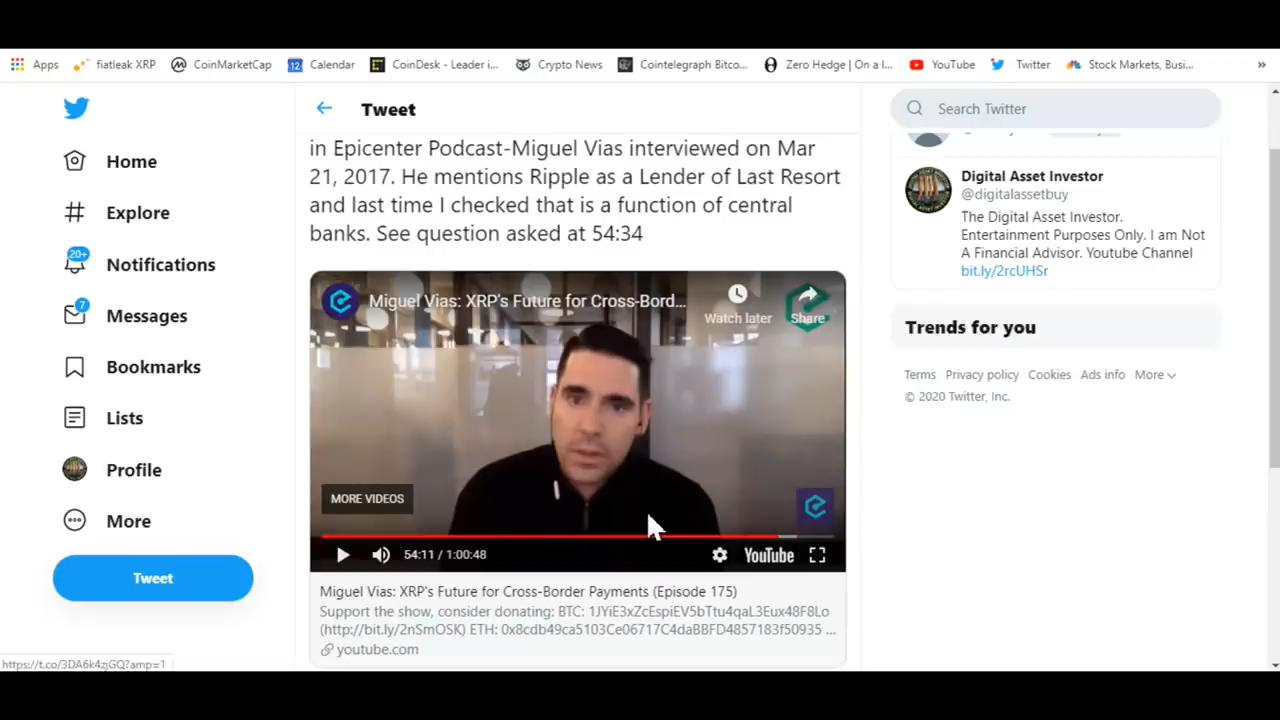 Apps
fiatleak XRP
CoinMarketCap
12
Calendar
CoinDesk - Leader i...
Crypto News
Cointelegraph Bitco...
Zero Hedge | On a l...
YouTube
Twitter
Stock Markets, Busi...
»
Home
Explore
20+
Notifications
7
Messages
Bookmarks
Lists
Profile
More
Tweet
Tweet
in Epicenter Podcast-Miguel Vias interviewed on Mar
21, 2017. He mentions Ripple as a Lender of Last Resort
and last time I checked that is a function of central
banks. See question asked at 54:34
Miguel Vias: XRP's Future for Cross-Bord...
Watch later
Share
MORE VIDEOS
54:11 / 1:00:48
YouTube
Miguel Vias: XRP's Future for Cross-Border Payments (Episode 175)
Support the show, consider donating: BTC: 1JYiE3xZcEspiEV5bTtu4qaL3Eux48F8Lo
(http://bit.ly/2nSmOSK) ETH: 0x8cdb49ca5103Ce06717C4daBBFD4857183f50935 ...
youtube.com
Search Twitter
Digital Asset Investor
@digitalassetbuy
The Digital Asset Investor.
Entertainment Purposes Only. I am Not
A Financial Advisor. Youtube Channel
bit.ly/2rcUHSr
Trends for you
Terms Privacy policy Cookies Ads info More
© 2020 Twitter, Inc.
https://t.co/3DA6k4zjGQ?amp=1